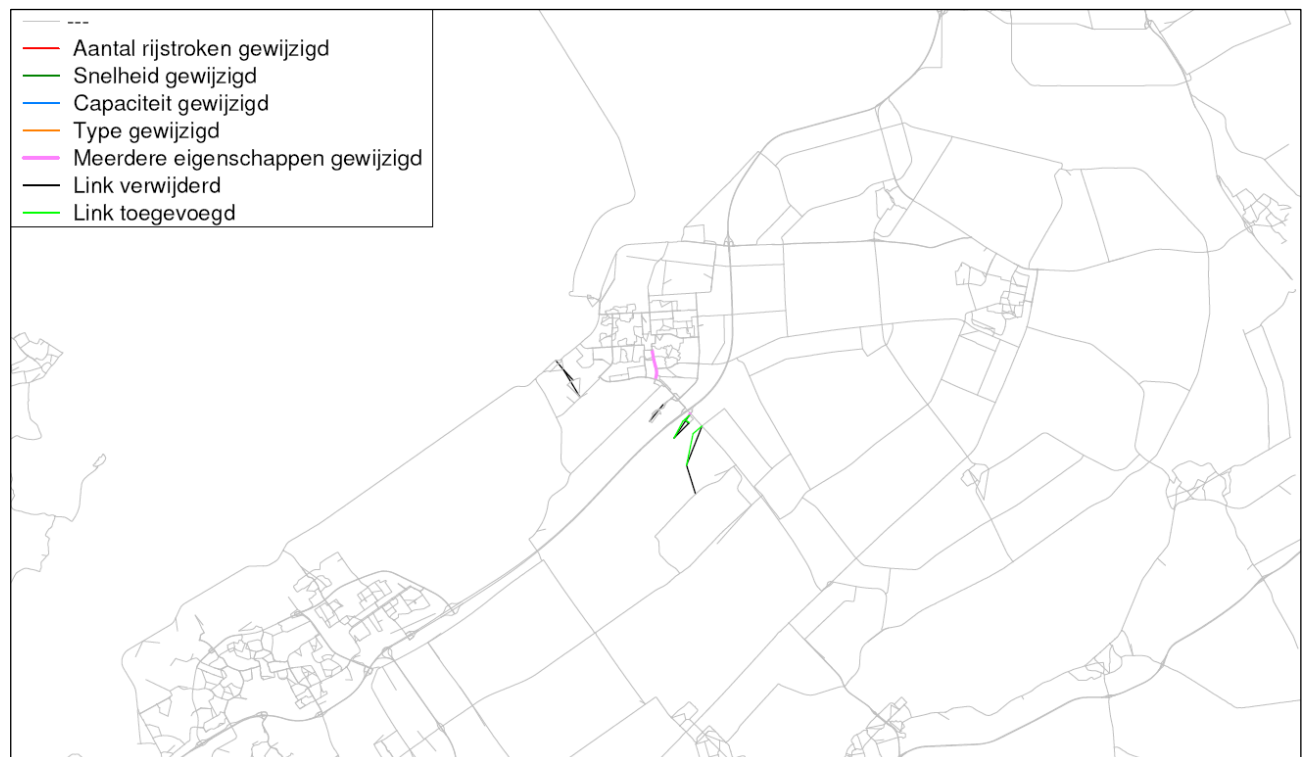 ---
Aantal rijstroken gewijzigd
Snelheid gewijzigd
Capaciteit gewijzigd
Type gewijzigd
Meerdere eigenschappen gewijzigd
Link verwijderd
Link toegevoegd